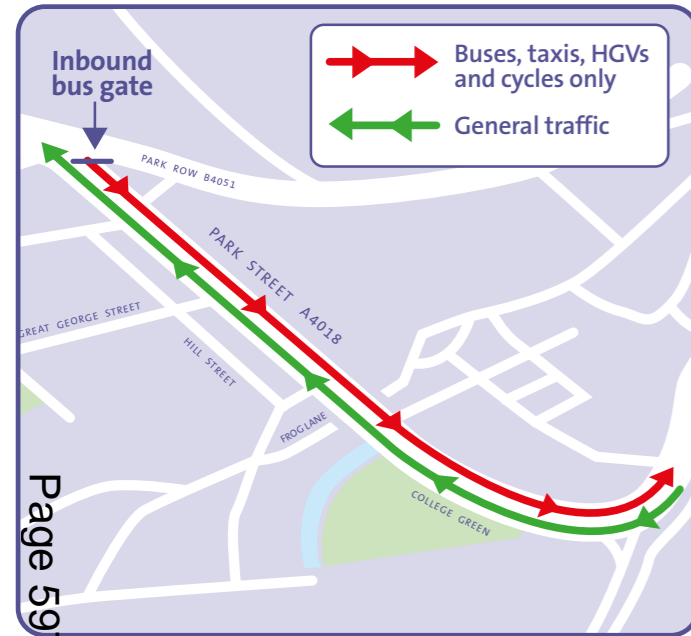 Inbound
bus gate
Buses, taxis, HGVs
and cycles only
General traffic
PARK ROW B4051
PARK STREET A4018
GREAT GEORGE STREET
HILL STREET
FROG LANE
COLLEGE GREEN
Page 597